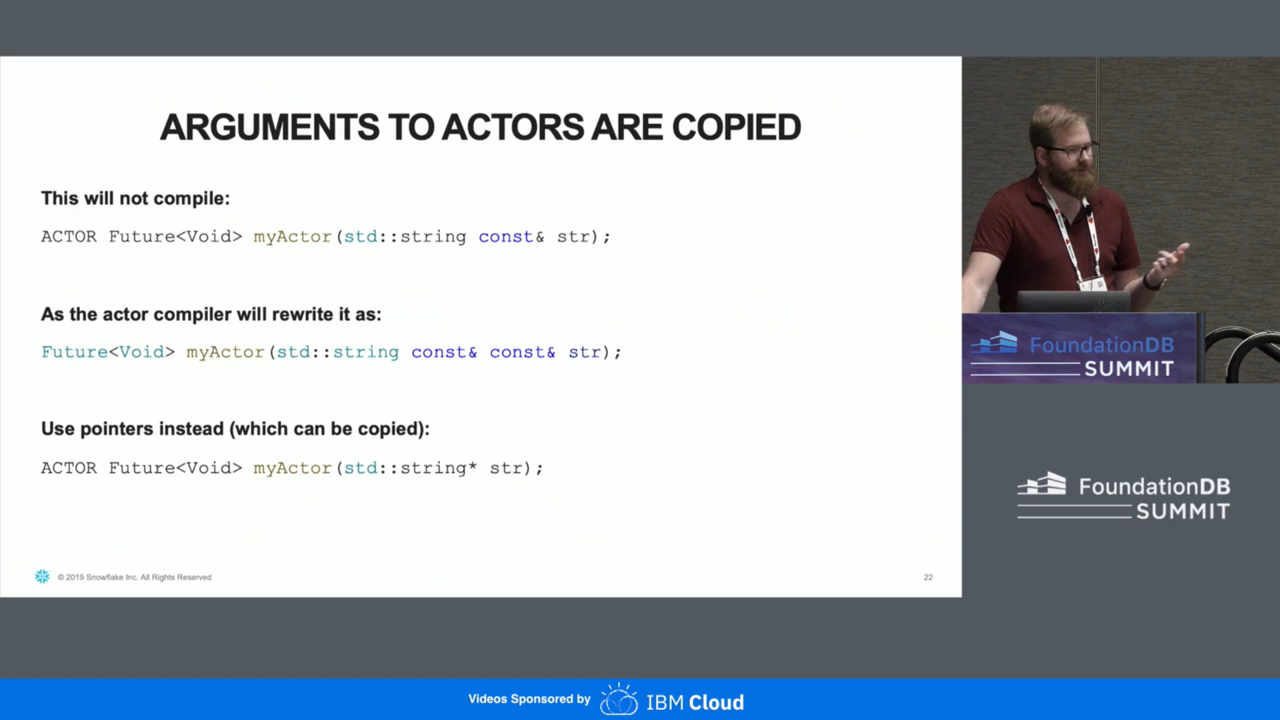 ARGUMENTS TO ACTORS ARE COPIED
This will not compile:
ACTOR Future<Void> myActor(std::string const& str);
As the actor compiler will rewrite it as:
Future<Void> myActor(std::string const& const& str);
Use pointers instead (which can be copied):
ACTOR Future<Void> myActor(std::string* str);
© 2019 Snowflake Inc. All Rights Reserved
22
FoundationDB
SUMMIT
FoundationDB
SUMMIT
Videos Sponsored by
IBM Cloud